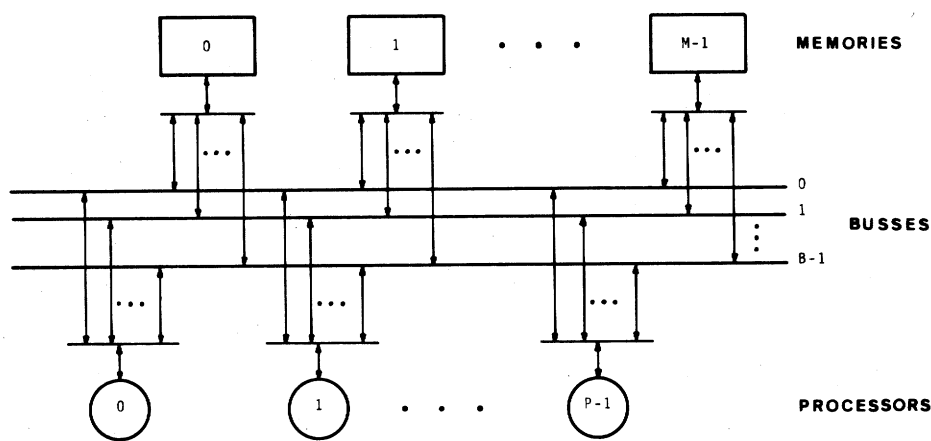 0 1 • • • M-1 MEMORIES
••• ••• •••
0
1
BUSSES
B-1
••• ••• •••
0 1 • • • P-1 PROCESSORS